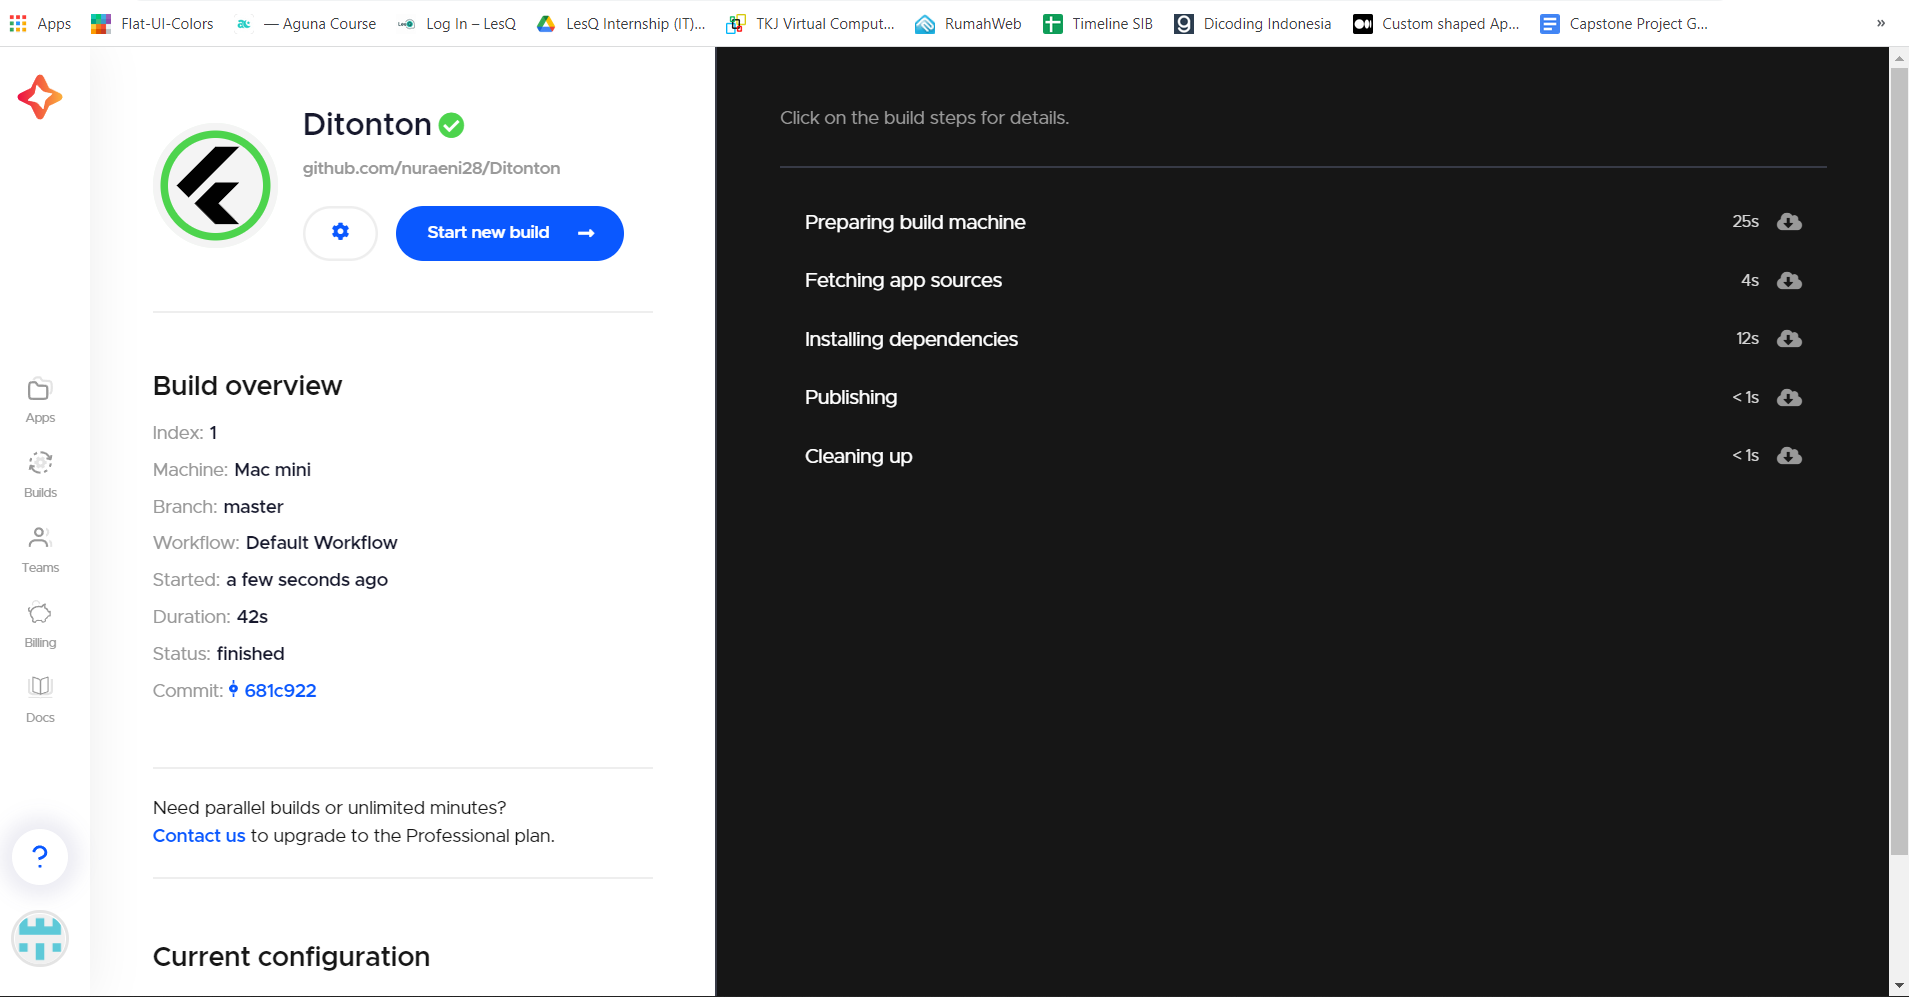 Apps Flat-UI-Colors — Aguna Course Log In – LesQ LesQ Internship (IT)... TKJ Virtual Comput... RumahWeb Timeline SIB Dicoding Indonesia Custom shaped Ap... Capstone Project G... »
Ditonton
github.com/nuraeni28/Ditonton
Start new build
Build overview
Index: 1
Machine: Mac mini
Branch: master
Workflow: Default Workflow
Started: a few seconds ago
Duration: 42s
Status: finished
Commit: 681c922
Need parallel builds or unlimited minutes?
Contact us to upgrade to the Professional plan.
Current configuration
Apps
Builds
Teams
Billing
Docs
?
Click on the build steps for details.
Preparing build machine 25s
Fetching app sources 4s
Installing dependencies 12s
Publishing < 1s
Cleaning up < 1s